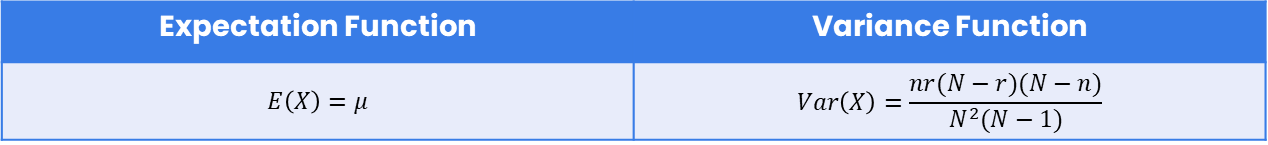 Expectation Function Variance Function
E(X) = μ Var(X) = nr(N − r)(N − n) / N²(N − 1)